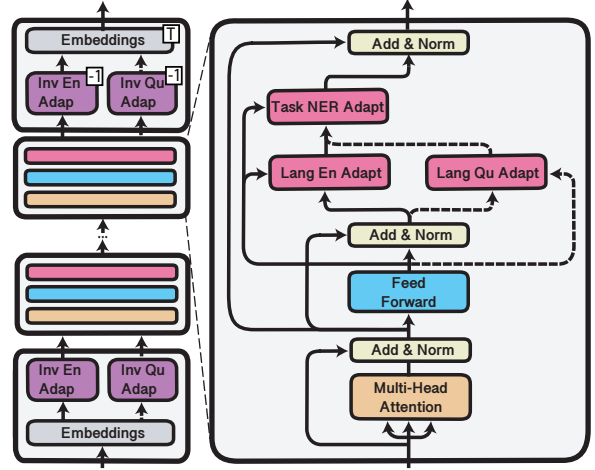 Embeddings
T
Inv En
Adap
-1
Inv Qu
Adap
-1
...
Inv En
Adap
Inv Qu
Adap
Embeddings
Add & Norm
Task NER Adapt
Lang En Adapt
Lang Qu Adapt
Add & Norm
Feed
Forward
Add & Norm
Multi-Head
Attention